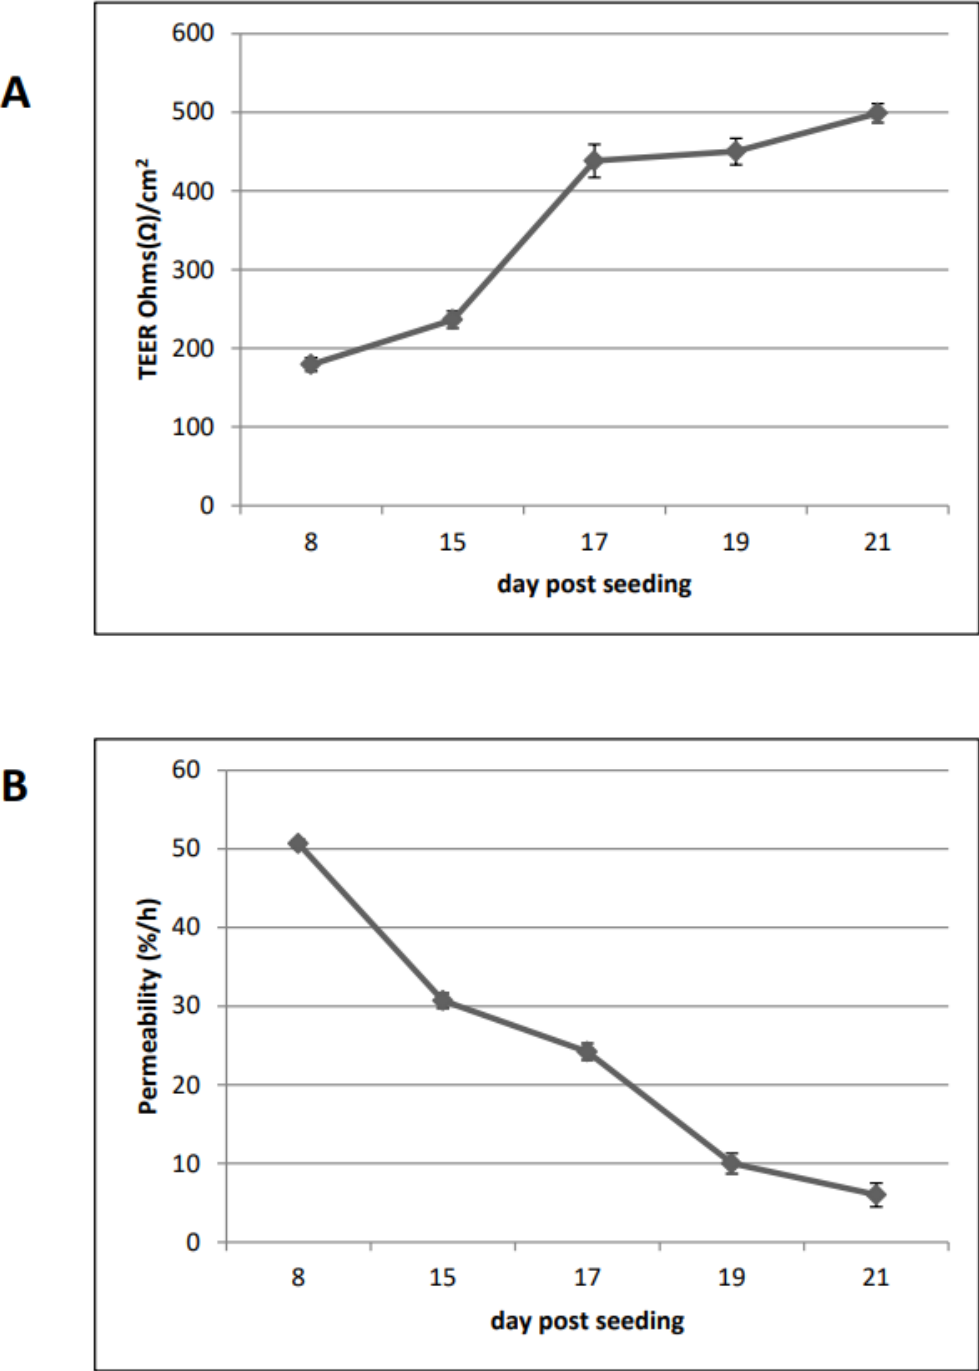 A
600
500
400
300
200
100
0
TEER Ohms(Ω)/cm²
8 15 17 19 21
day post seeding
B
60
50
40
30
20
10
0
Permeability (%/h)
8 15 17 19 21
day post seeding